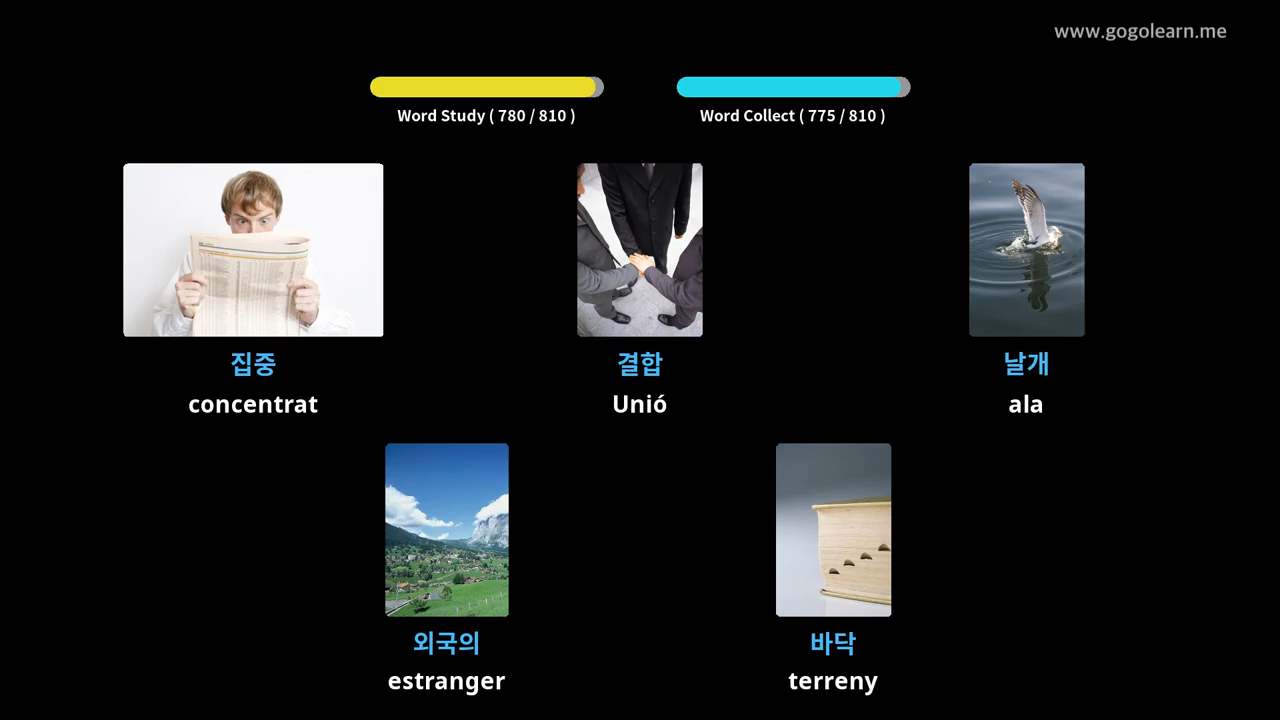 www.gogolearn.me
Word Study ( 780 / 810 )
Word Collect ( 775 / 810 )
집중
concentrat
결합
Unió
날개
ala
외국의
estranger
바닥
terreny